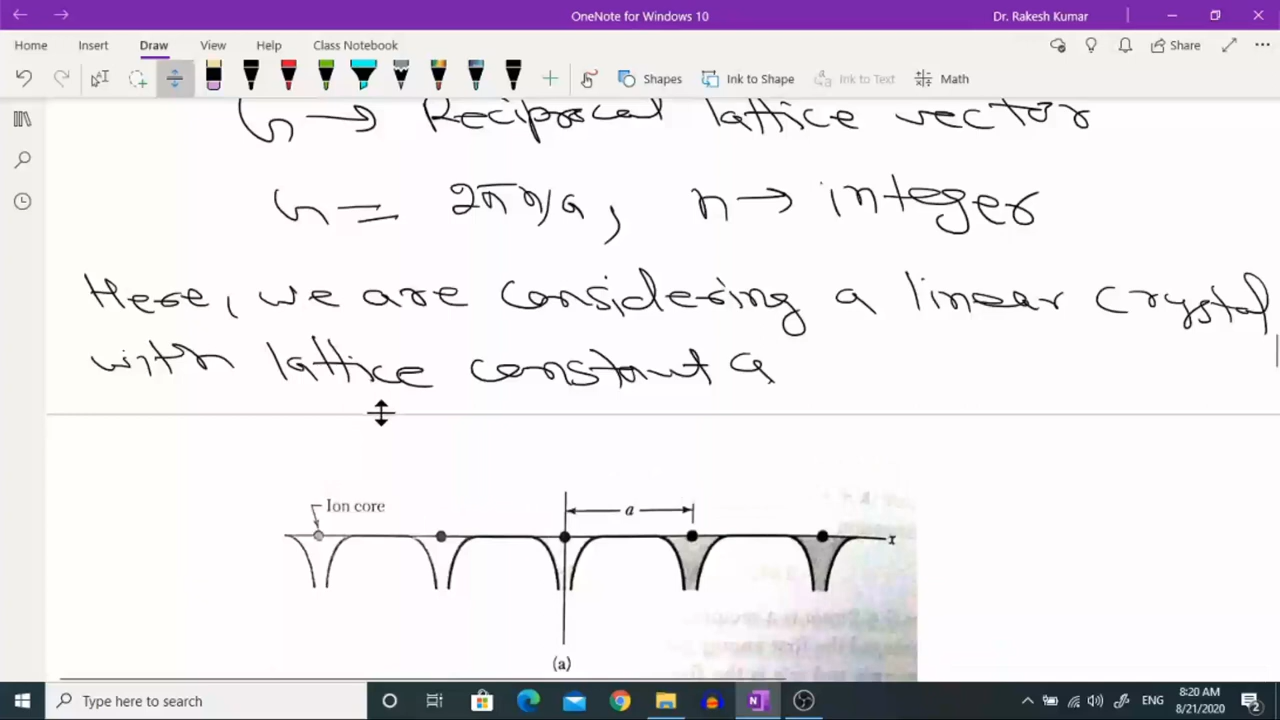 OneNote for Windows 10
Dr. Rakesh Kumar
Home Insert Draw View Help Class Notebook
Share
Shapes Ink to Shape Ink to Text Math
G → Reciprocal lattice vector
G = 2πn/a, n → integer
Here, we are considering a linear crystal
with lattice constant a
Ion core
a
x
(a)
Type here to search
ENG
8:20 AM
8/21/2020
2